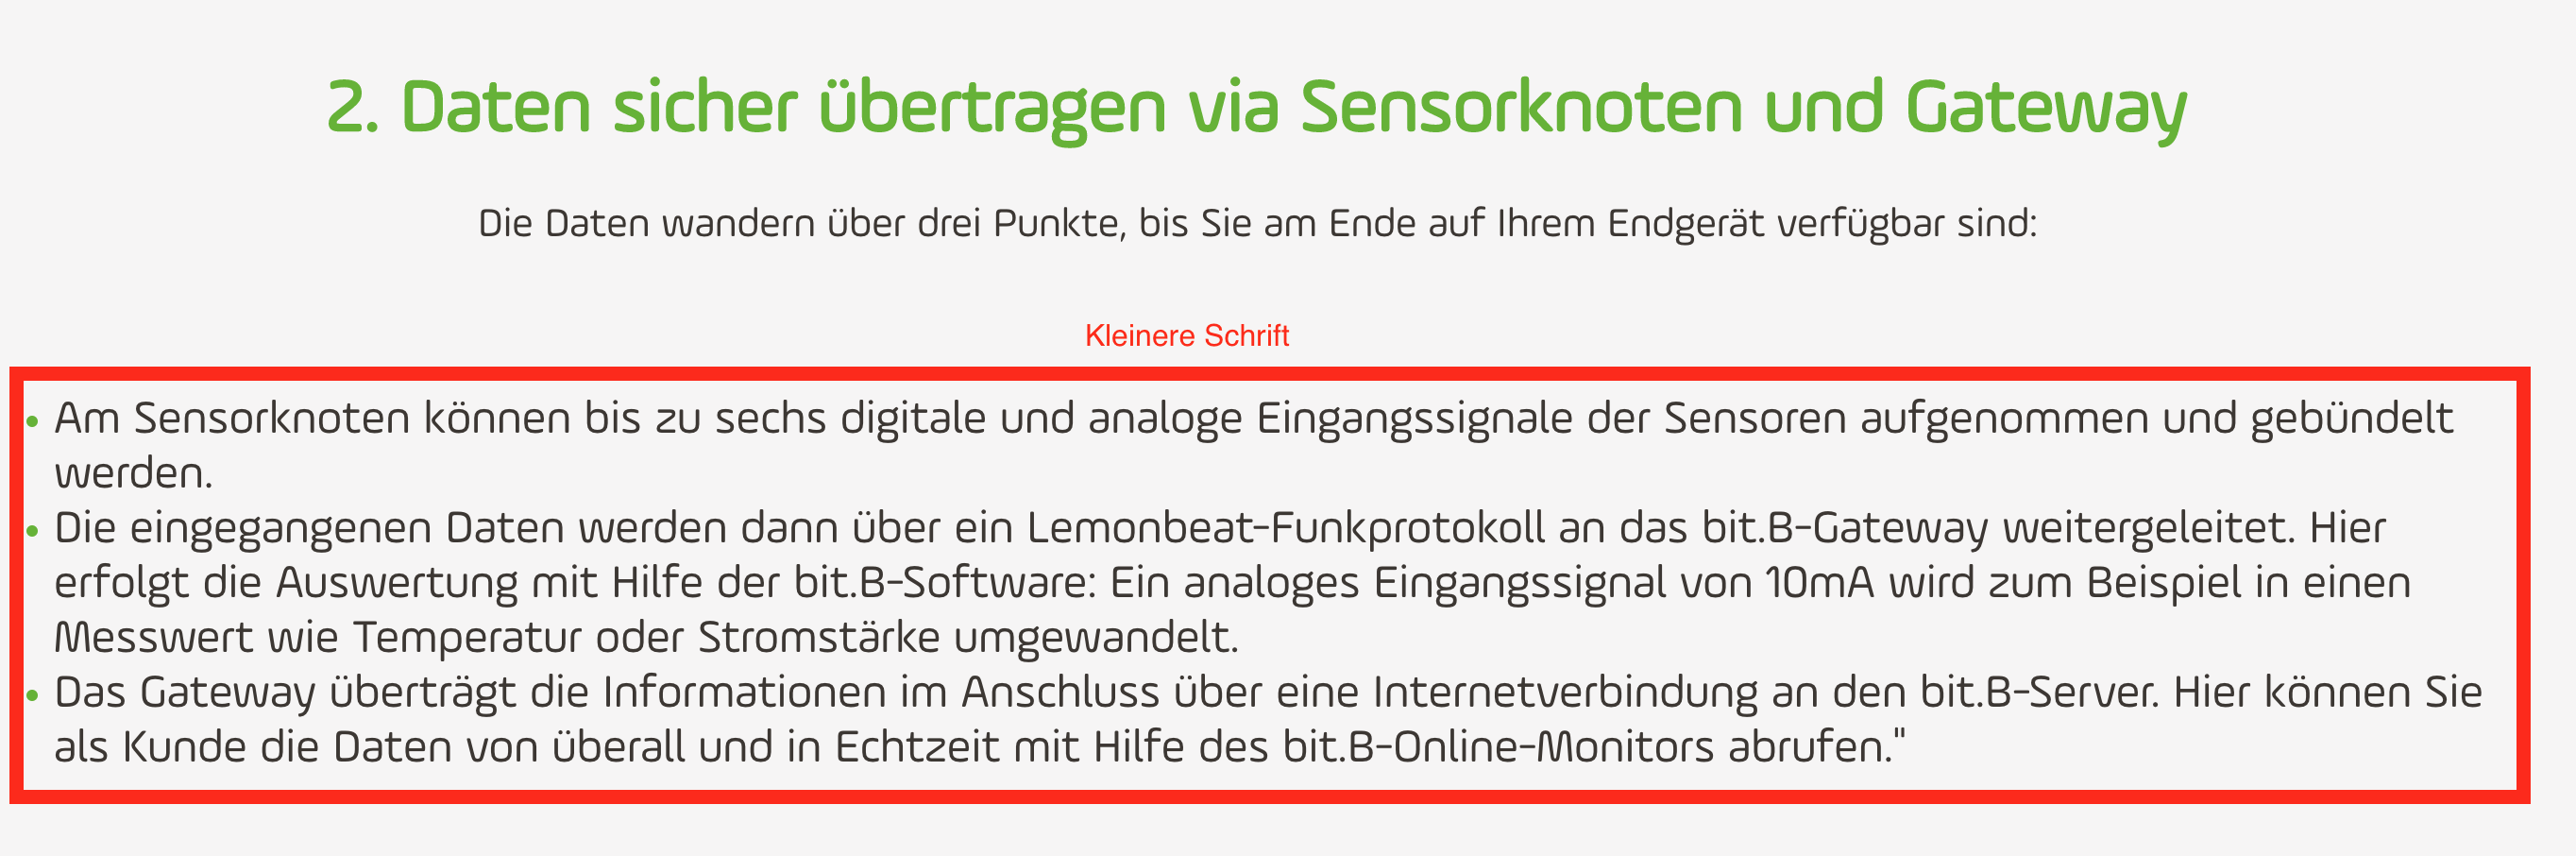 2. Daten sicher übertragen via Sensorknoten und Gateway
Die Daten wandern über drei Punkte, bis Sie am Ende auf Ihrem Endgerät verfügbar sind:
Kleinere Schrift
• Am Sensorknoten können bis zu sechs digitale und analoge Eingangssignale der Sensoren aufgenommen und gebündelt
werden.
• Die eingegangenen Daten werden dann über ein Lemonbeat-Funkprotokoll an das bit.B-Gateway weitergeleitet. Hier
erfolgt die Auswertung mit Hilfe der bit.B-Software: Ein analoges Eingangssignal von 10mA wird zum Beispiel in einen
Messwert wie Temperatur oder Stromstärke umgewandelt.
• Das Gateway überträgt die Informationen im Anschluss über eine Internetverbindung an den bit.B-Server. Hier können Sie
als Kunde die Daten von überall und in Echtzeit mit Hilfe des bit.B-Online-Monitors abrufen."